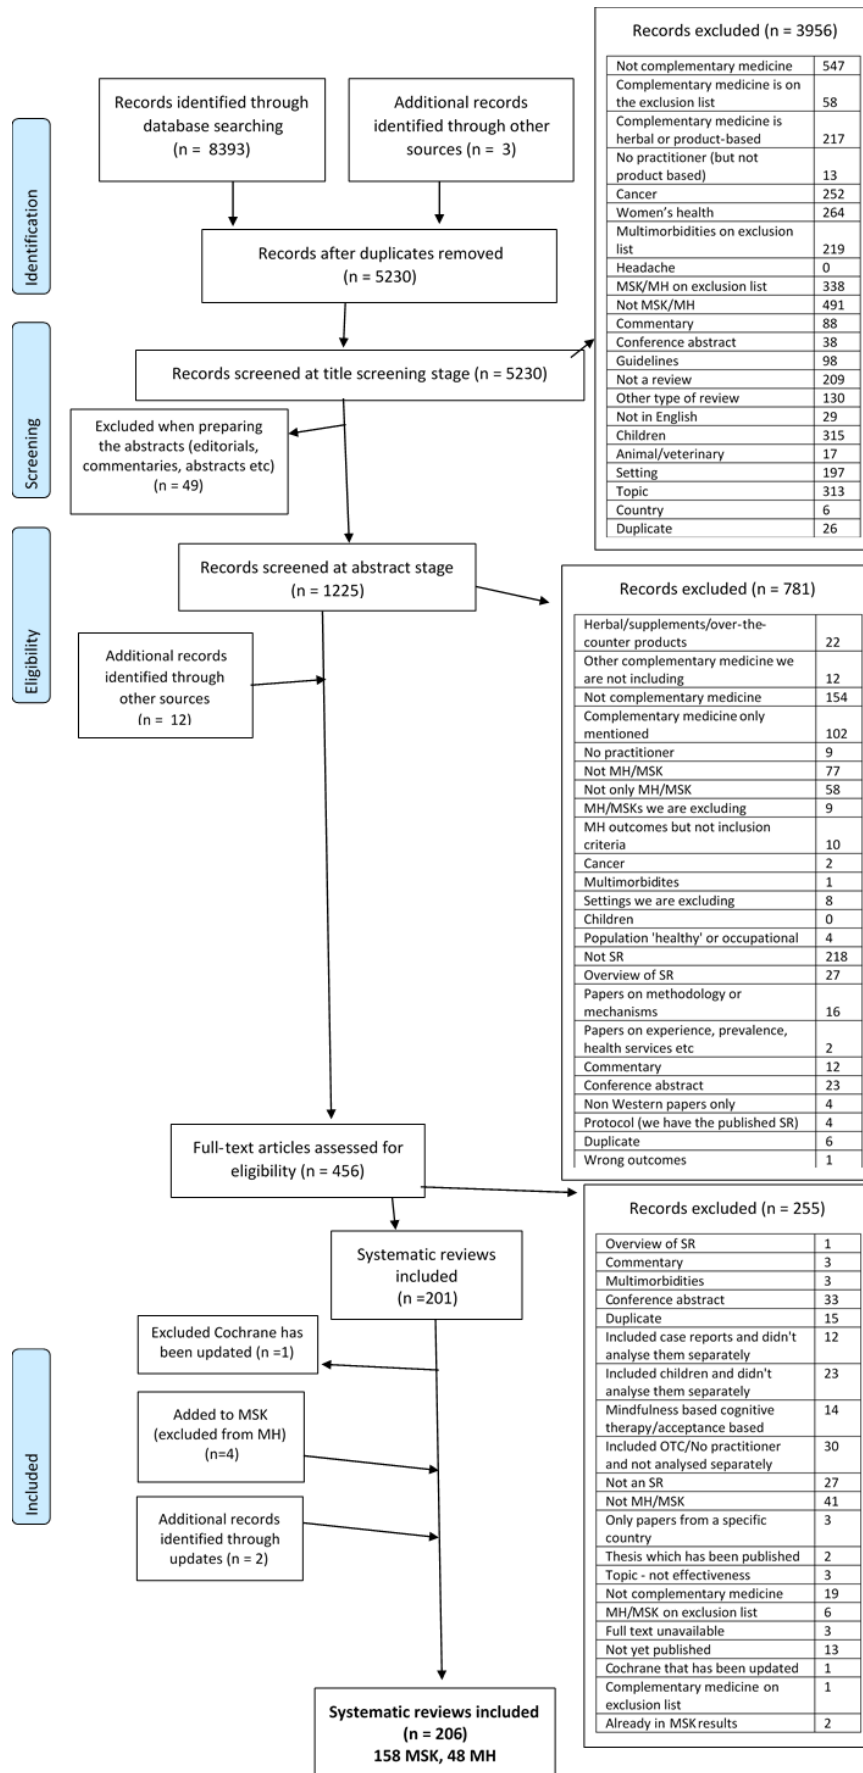 Records identified through
database searching
(n = 8393)
Additional records
identified through other
sources (n = 3)
Identification
Records after duplicates removed
(n = 5230)
Records screened at title screening stage (n = 5230)
Records excluded (n = 3956)
Not complementary medicine 547
Complementary medicine is on
the exclusion list 58
Complementary medicine is
herbal or product-based 217
No practitioner (but not
product based) 13
Cancer 252
Women's health 264
Multimorbidities on exclusion
list 219
Headache 0
MSK/MH on exclusion list 338
Not MSK/MH 491
Commentary 88
Conference abstract 38
Guidelines 98
Not a review 209
Other type of review 130
Not in English 29
Children 315
Animal/veterinary 17
Setting 197
Topic 313
Country 6
Duplicate 26
Screening
Excluded when preparing
the abstracts (editorials,
commentaries, abstracts etc)
(n = 49)
Records screened at abstract stage
(n = 1225)
Eligibility
Additional records
identified through
other sources
(n = 12)
Records excluded (n = 781)
Herbal/supplements/over-the-
counter products 22
Other complementary medicine we
are not including 12
Not complementary medicine 154
Complementary medicine only
mentioned 102
No practitioner 9
Not MH/MSK 77
Not only MH/MSK 58
MH/MSKs we are excluding 9
MH outcomes but not inclusion
criteria 10
Cancer 2
Multimorbidites 1
Settings we are excluding 8
Children 0
Population 'healthy' or occupational 4
Not SR 218
Overview of SR 27
Papers on methodology or
mechanisms 16
Papers on experience, prevalence,
health services etc 2
Commentary 12
Conference abstract 23
Non Western papers only 4
Protocol (we have the published SR) 4
Duplicate 6
Wrong outcomes 1
Full-text articles assessed for
eligibility (n = 456)
Records excluded (n = 255)
Overview of SR 1
Commentary 3
Multimorbidities 3
Conference abstract 33
Duplicate 15
Included case reports and didn't 12
analyse them separately
Included children and didn't 23
analyse them separately
Mindfulness based cognitive 14
therapy/acceptance based
Included OTC/No practitioner 30
and not analysed separately
Not an SR 27
Not MH/MSK 41
Only papers from a specific 3
country
Thesis which has been published 2
Topic - not effectiveness 3
Not complementary medicine 19
MH/MSK on exclusion list 6
Full text unavailable 3
Not yet published 13
Cochrane that has been updated 1
Complementary medicine on 1
exclusion list
Already in MSK results 2
Systematic reviews
included
(n =201)
Included
Excluded Cochrane has
been updated (n =1)
Added to MSK
(excluded from MH)
(n=4)
Additional records
identified through
updates (n = 2)
Systematic reviews included
(n = 206)
158 MSK, 48 MH